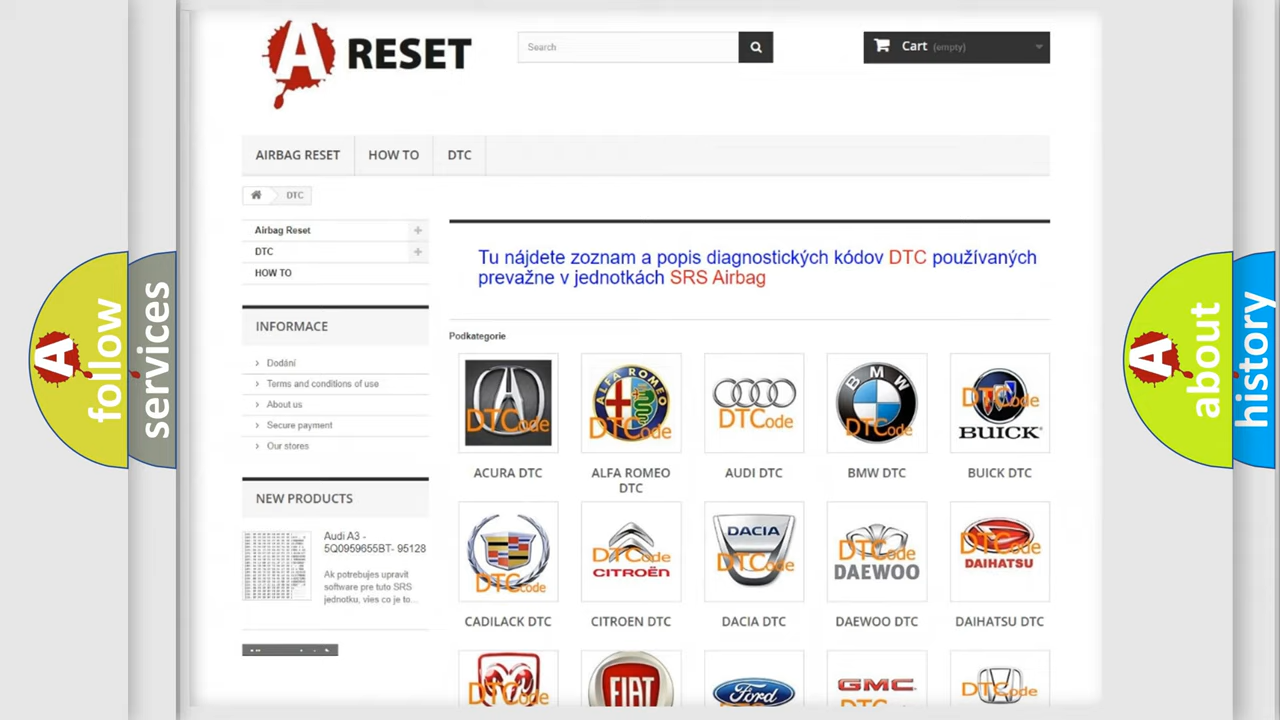 A RESET
Search
Cart (empty)
AIRBAG RESET
HOW TO
DTC
DTC
Airbag Reset
DTC
HOW TO
Tu nájdete zoznam a popis diagnostických kódov DTC používaných
prevažne v jednotkách SRS Airbag
INFORMACE
Dodání
Terms and conditions of use
About us
Secure payment
Our stores
NEW PRODUCTS
Audi A3 -
5Q0959655BT- 95128
Ak potrebujes upravit
software pre tuto SRS
jednotku, vies co je to...
Podkategorie
DTCode
ALFA ROMEO
DTCode
DTCode
BMW
DTCode
DTCode
BUICK
ACURA DTC
ALFA ROMEO
DTC
AUDI DTC
BMW DTC
BUICK DTC
DTCode
DTCode
CITROËN
DACIA
DTCode
DTCode
DAEWOO
DTCode
DAIHATSU
CADILACK DTC
CITROEN DTC
DACIA DTC
DAEWOO DTC
DAIHATSU DTC
DTCode
FIAT
Ford
GMC
DTCode
A follow
services
A about
history